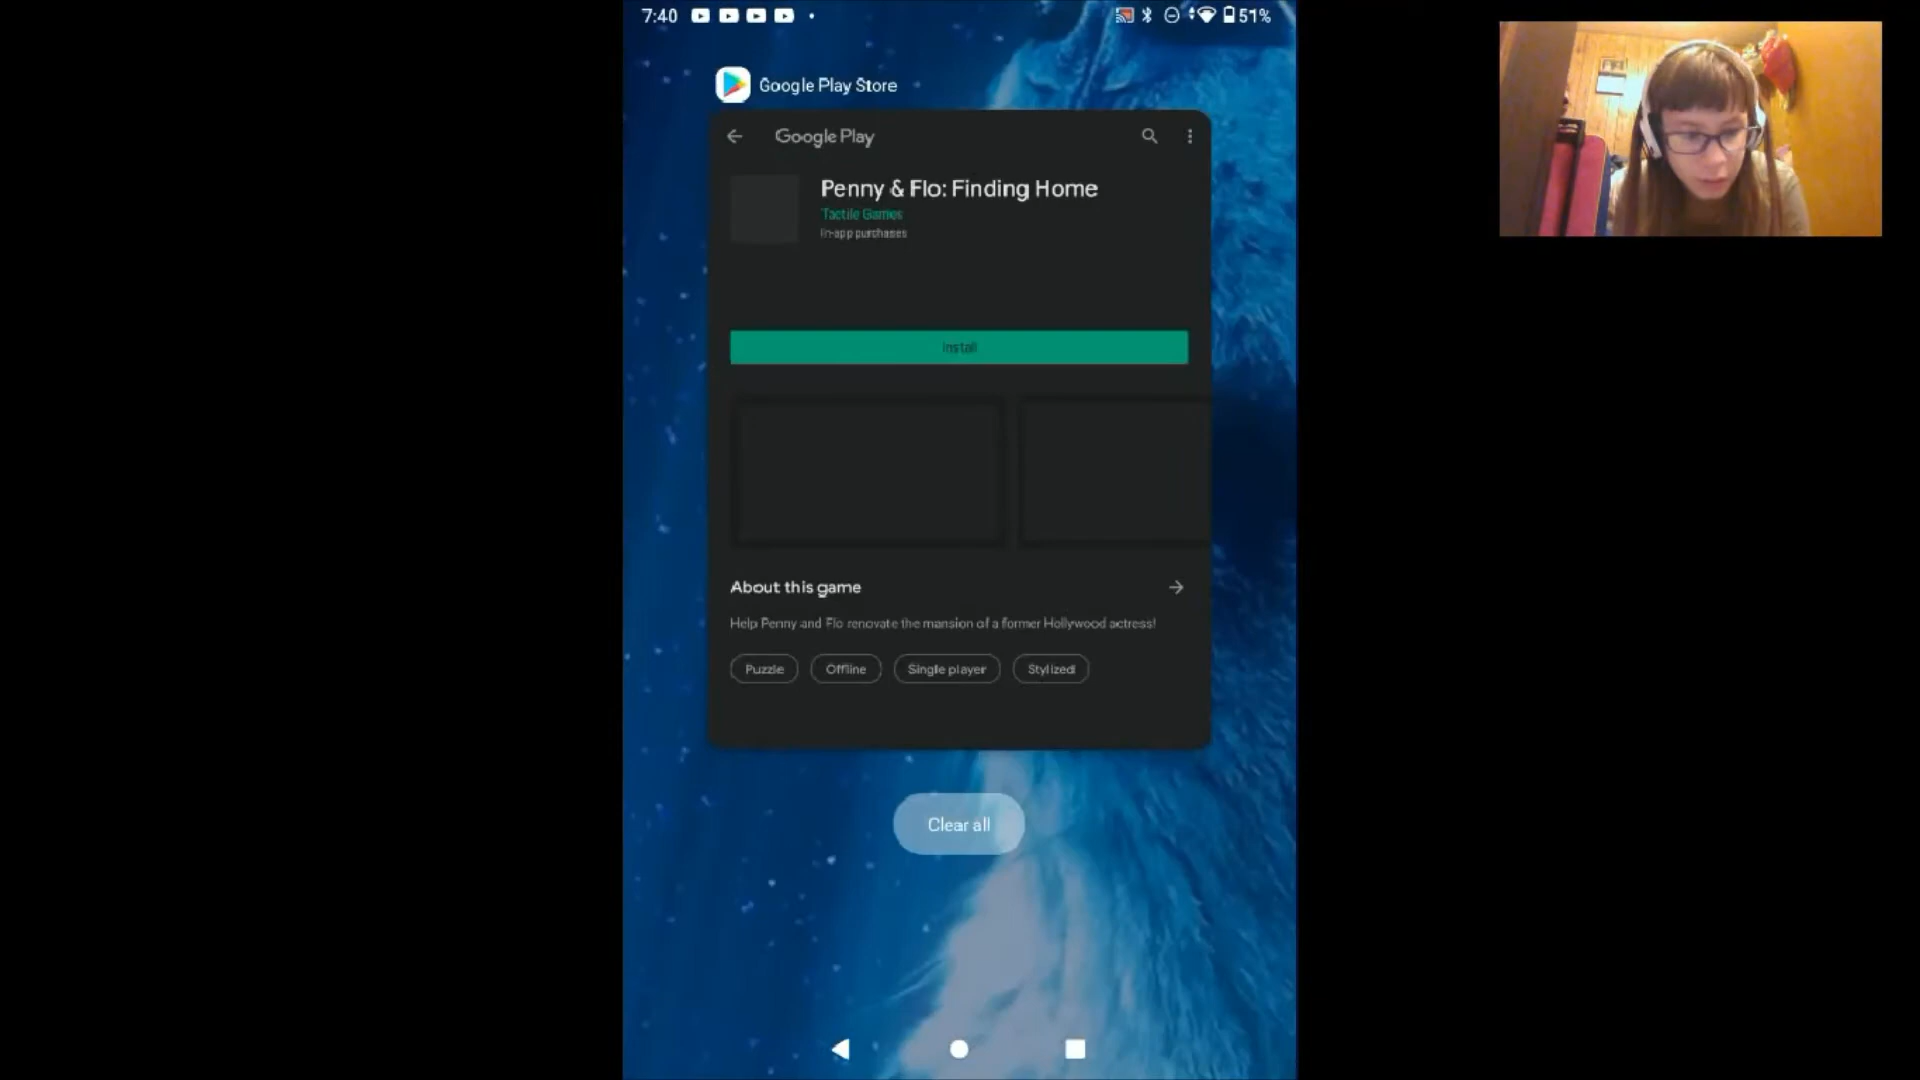 7:40
51%
Google Play Store
Google Play
Penny & Flo: Finding Home
Tactile Games
In-app purchases
Install
About this game
Help Penny and Flo renovate the mansion of a former Hollywood actress!
Puzzle
Offline
Single player
Stylized
Clear all